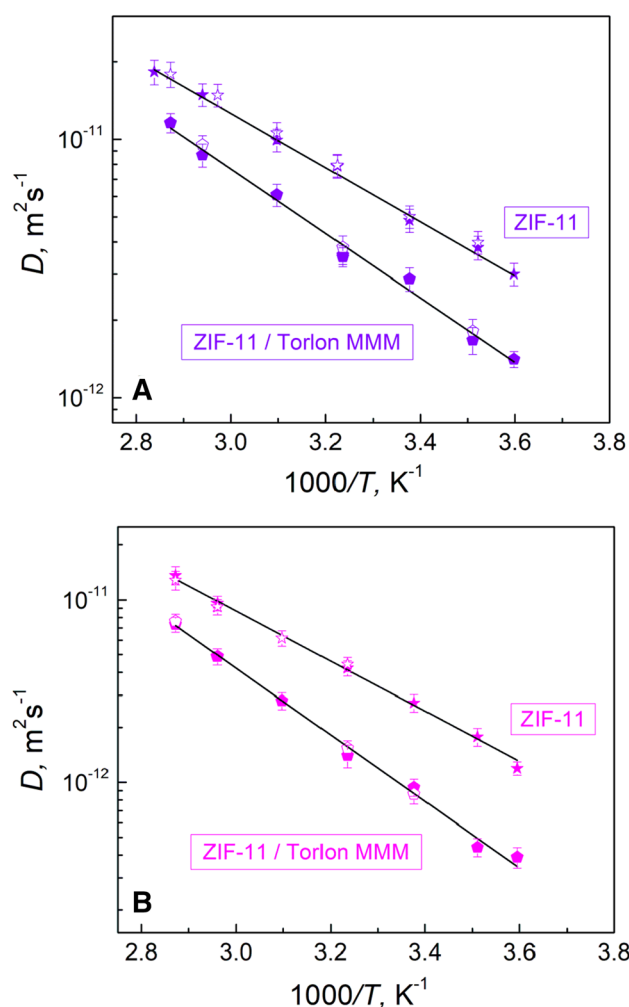 10⁻¹¹
D, m²s⁻¹
ZIF-11
ZIF-11 / Torlon MMM
10⁻¹²
A
2.8 3.0 3.2 3.4 3.6 3.8
1000/T, K⁻¹
10⁻¹¹
D, m²s⁻¹
ZIF-11
10⁻¹²
ZIF-11 / Torlon MMM
B
2.8 3.0 3.2 3.4 3.6 3.8
1000/T, K⁻¹